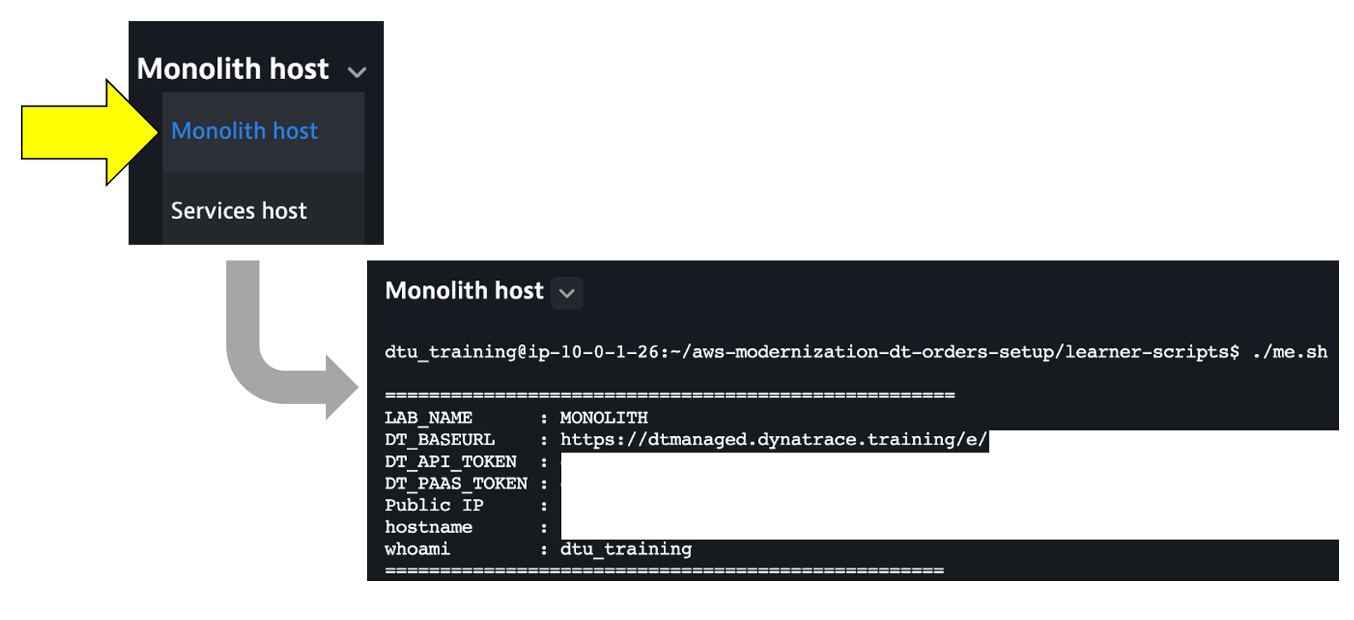 Monolith host
Monolith host
Services host
Monolith host
dtu_training@ip-10-0-1-26:~/aws-modernization-dt-orders-setup/learner-scripts$ ./me.sh
====================================================
LAB_NAME : MONOLITH
DT_BASEURL : https://dtmanaged.dynatrace.training/e/
DT_API_TOKEN :
DT_PAAS_TOKEN :
Public IP :
hostname :
whoami : dtu_training
===================================================